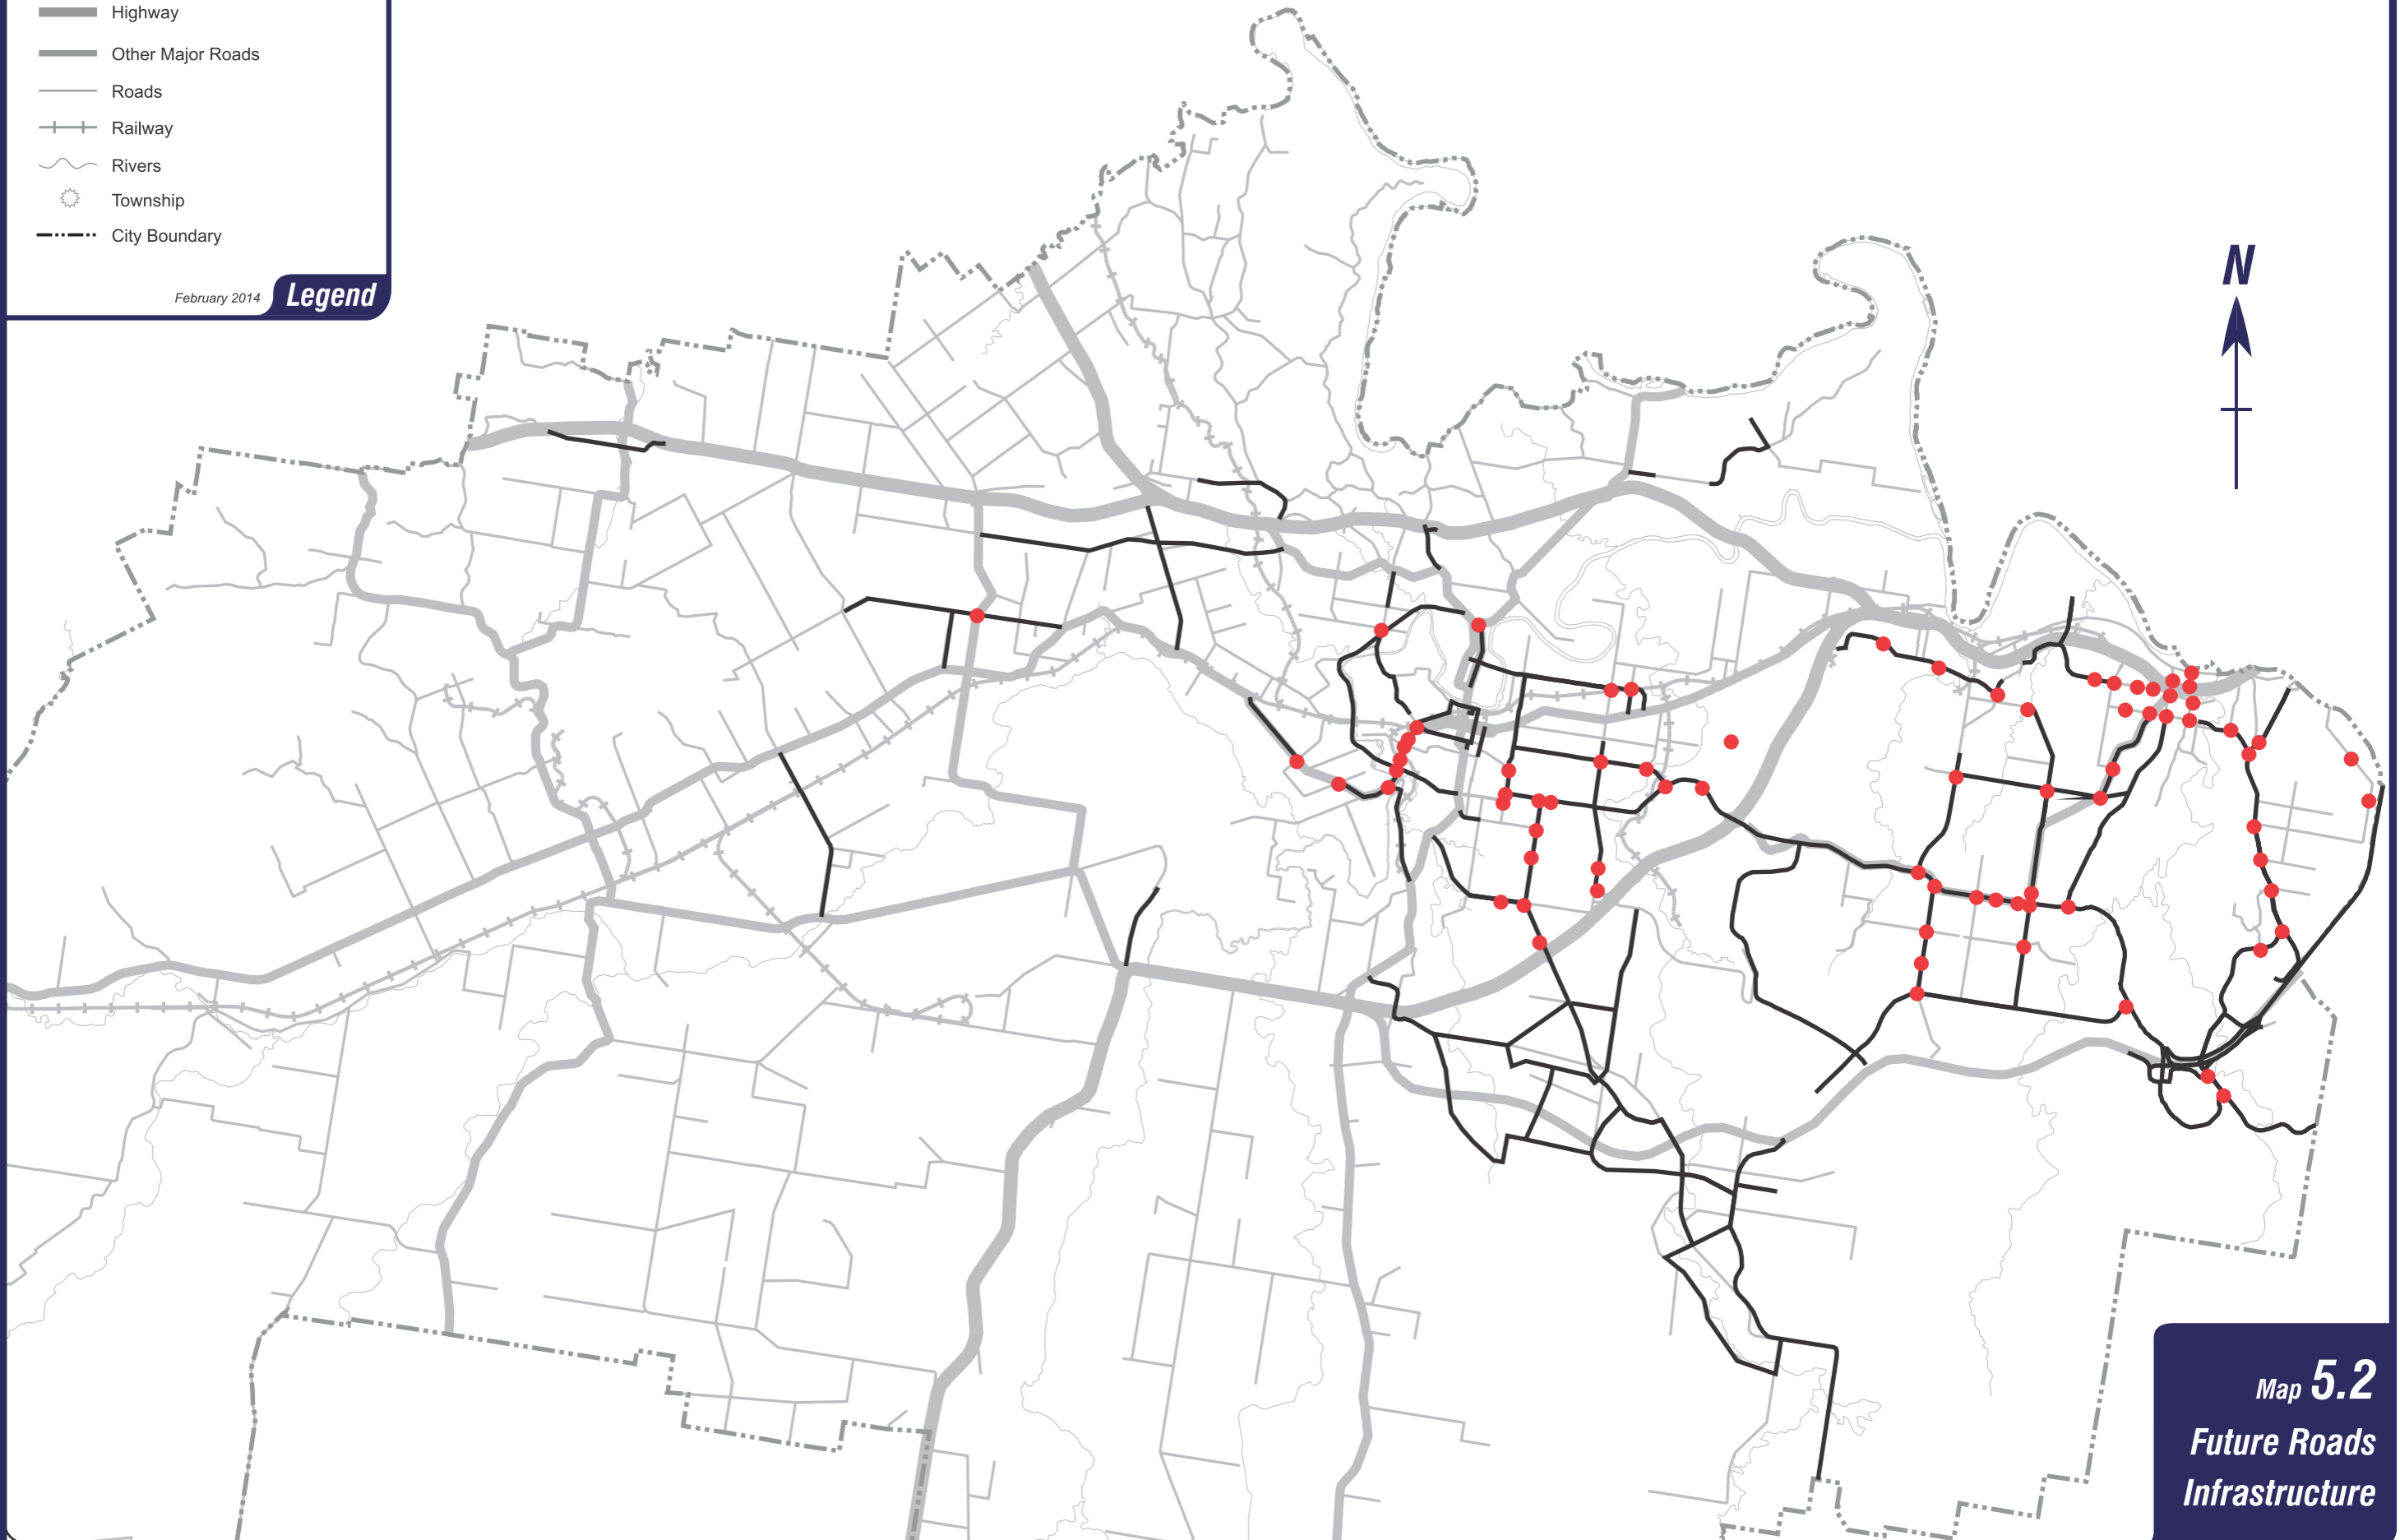 Highway
Other Major Roads
Roads
Railway
Rivers
Township
City Boundary
February 2014
Legend
N
Map 5.2
Future Roads
Infrastructure